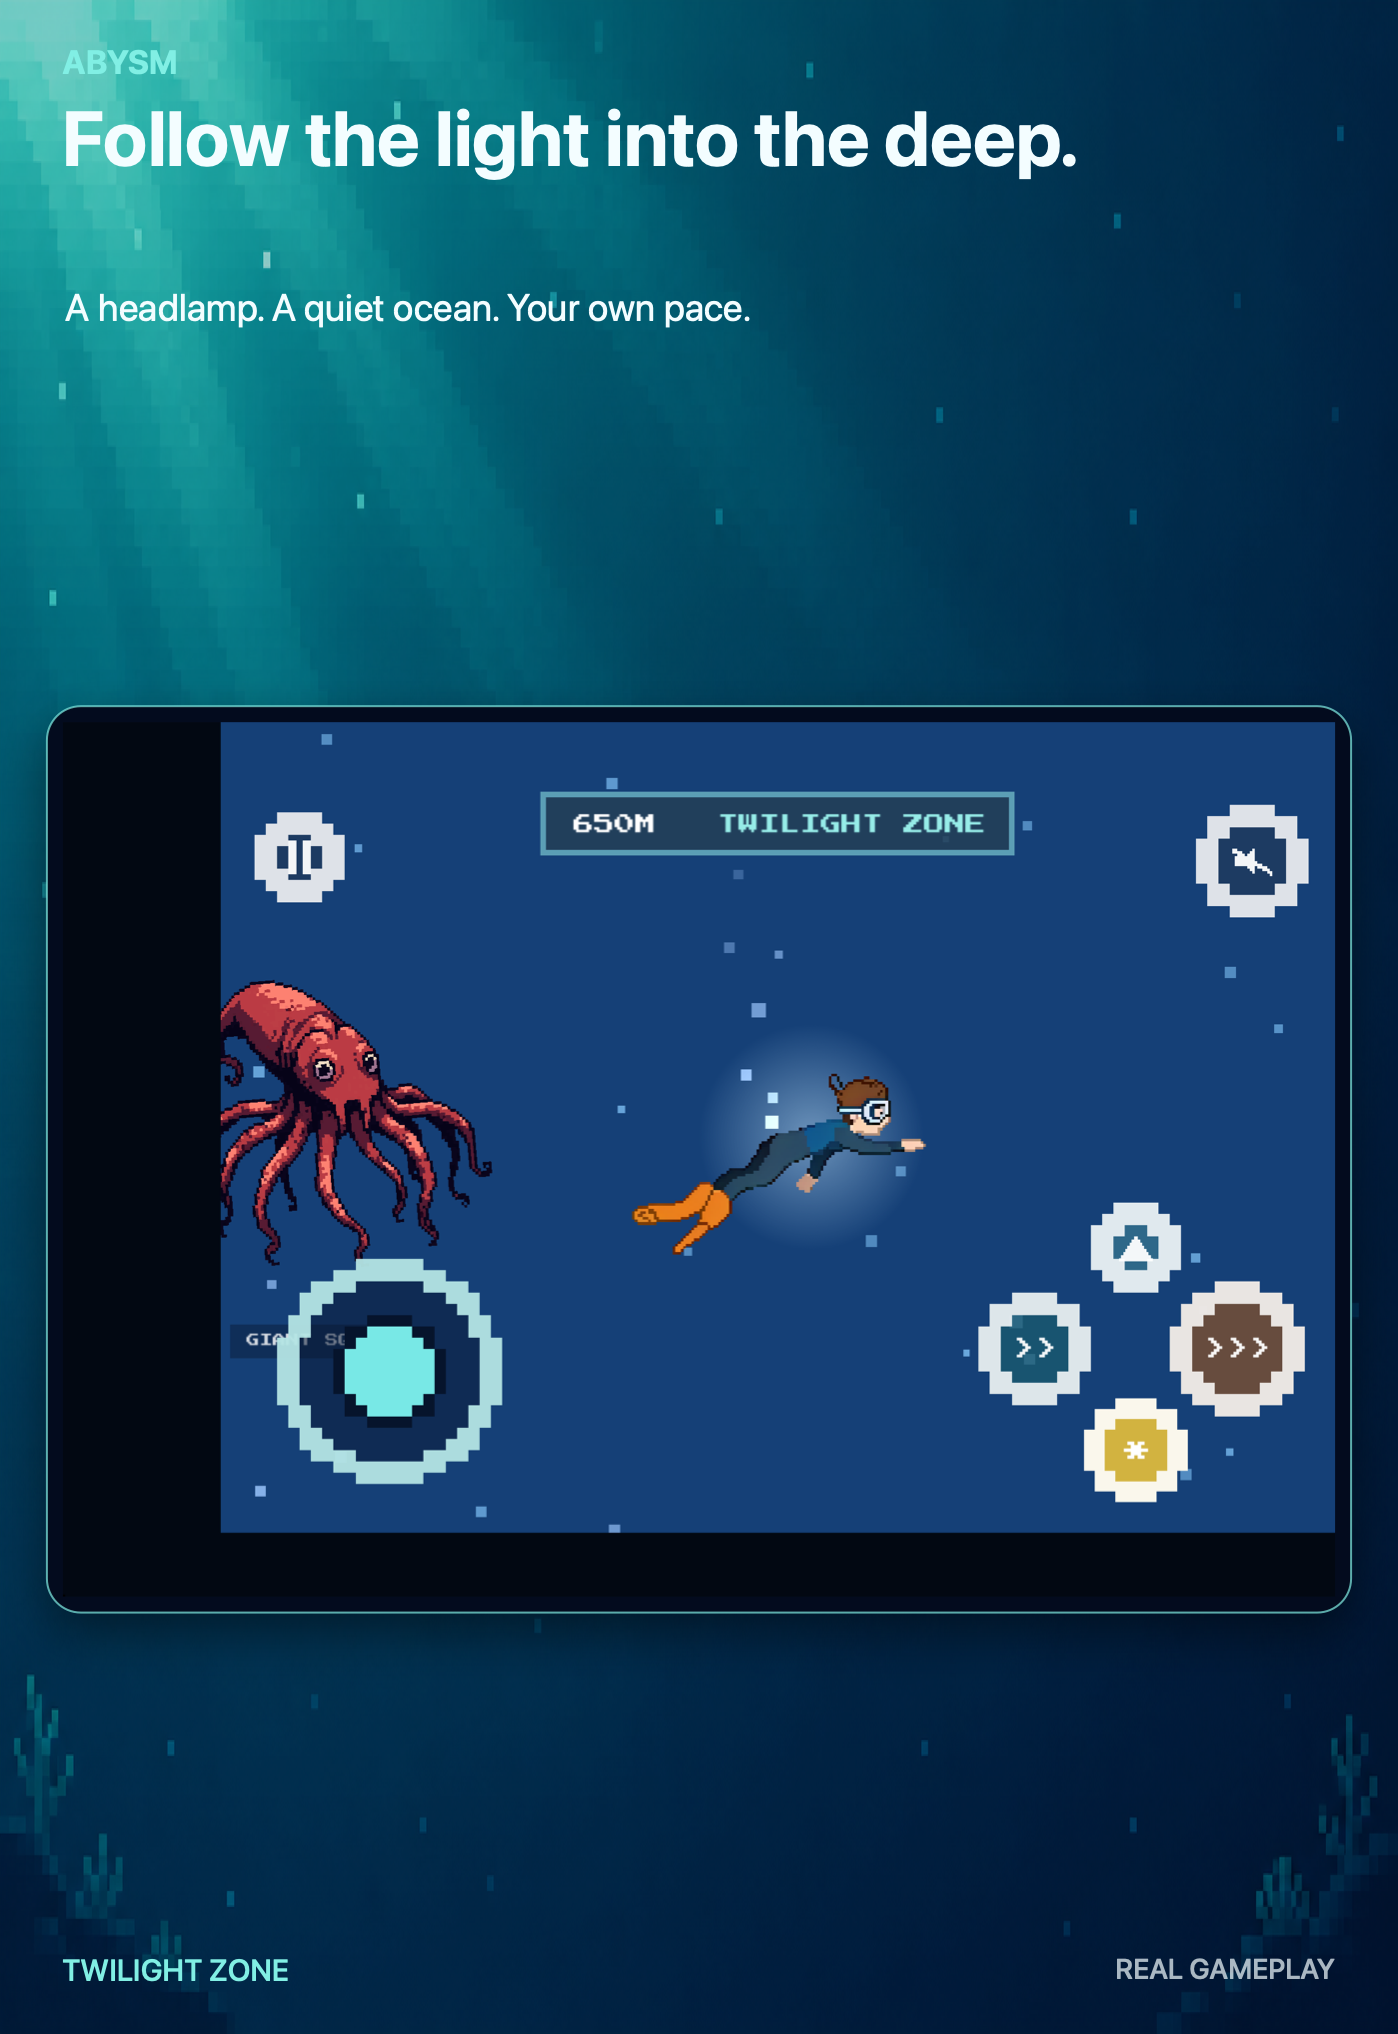 ABYSM
Follow the light into the deep.
A headlamp. A quiet ocean. Your own pace.
650M TWILIGHT ZONE
>> >>>
*
TWILIGHT ZONE
REAL GAMEPLAY